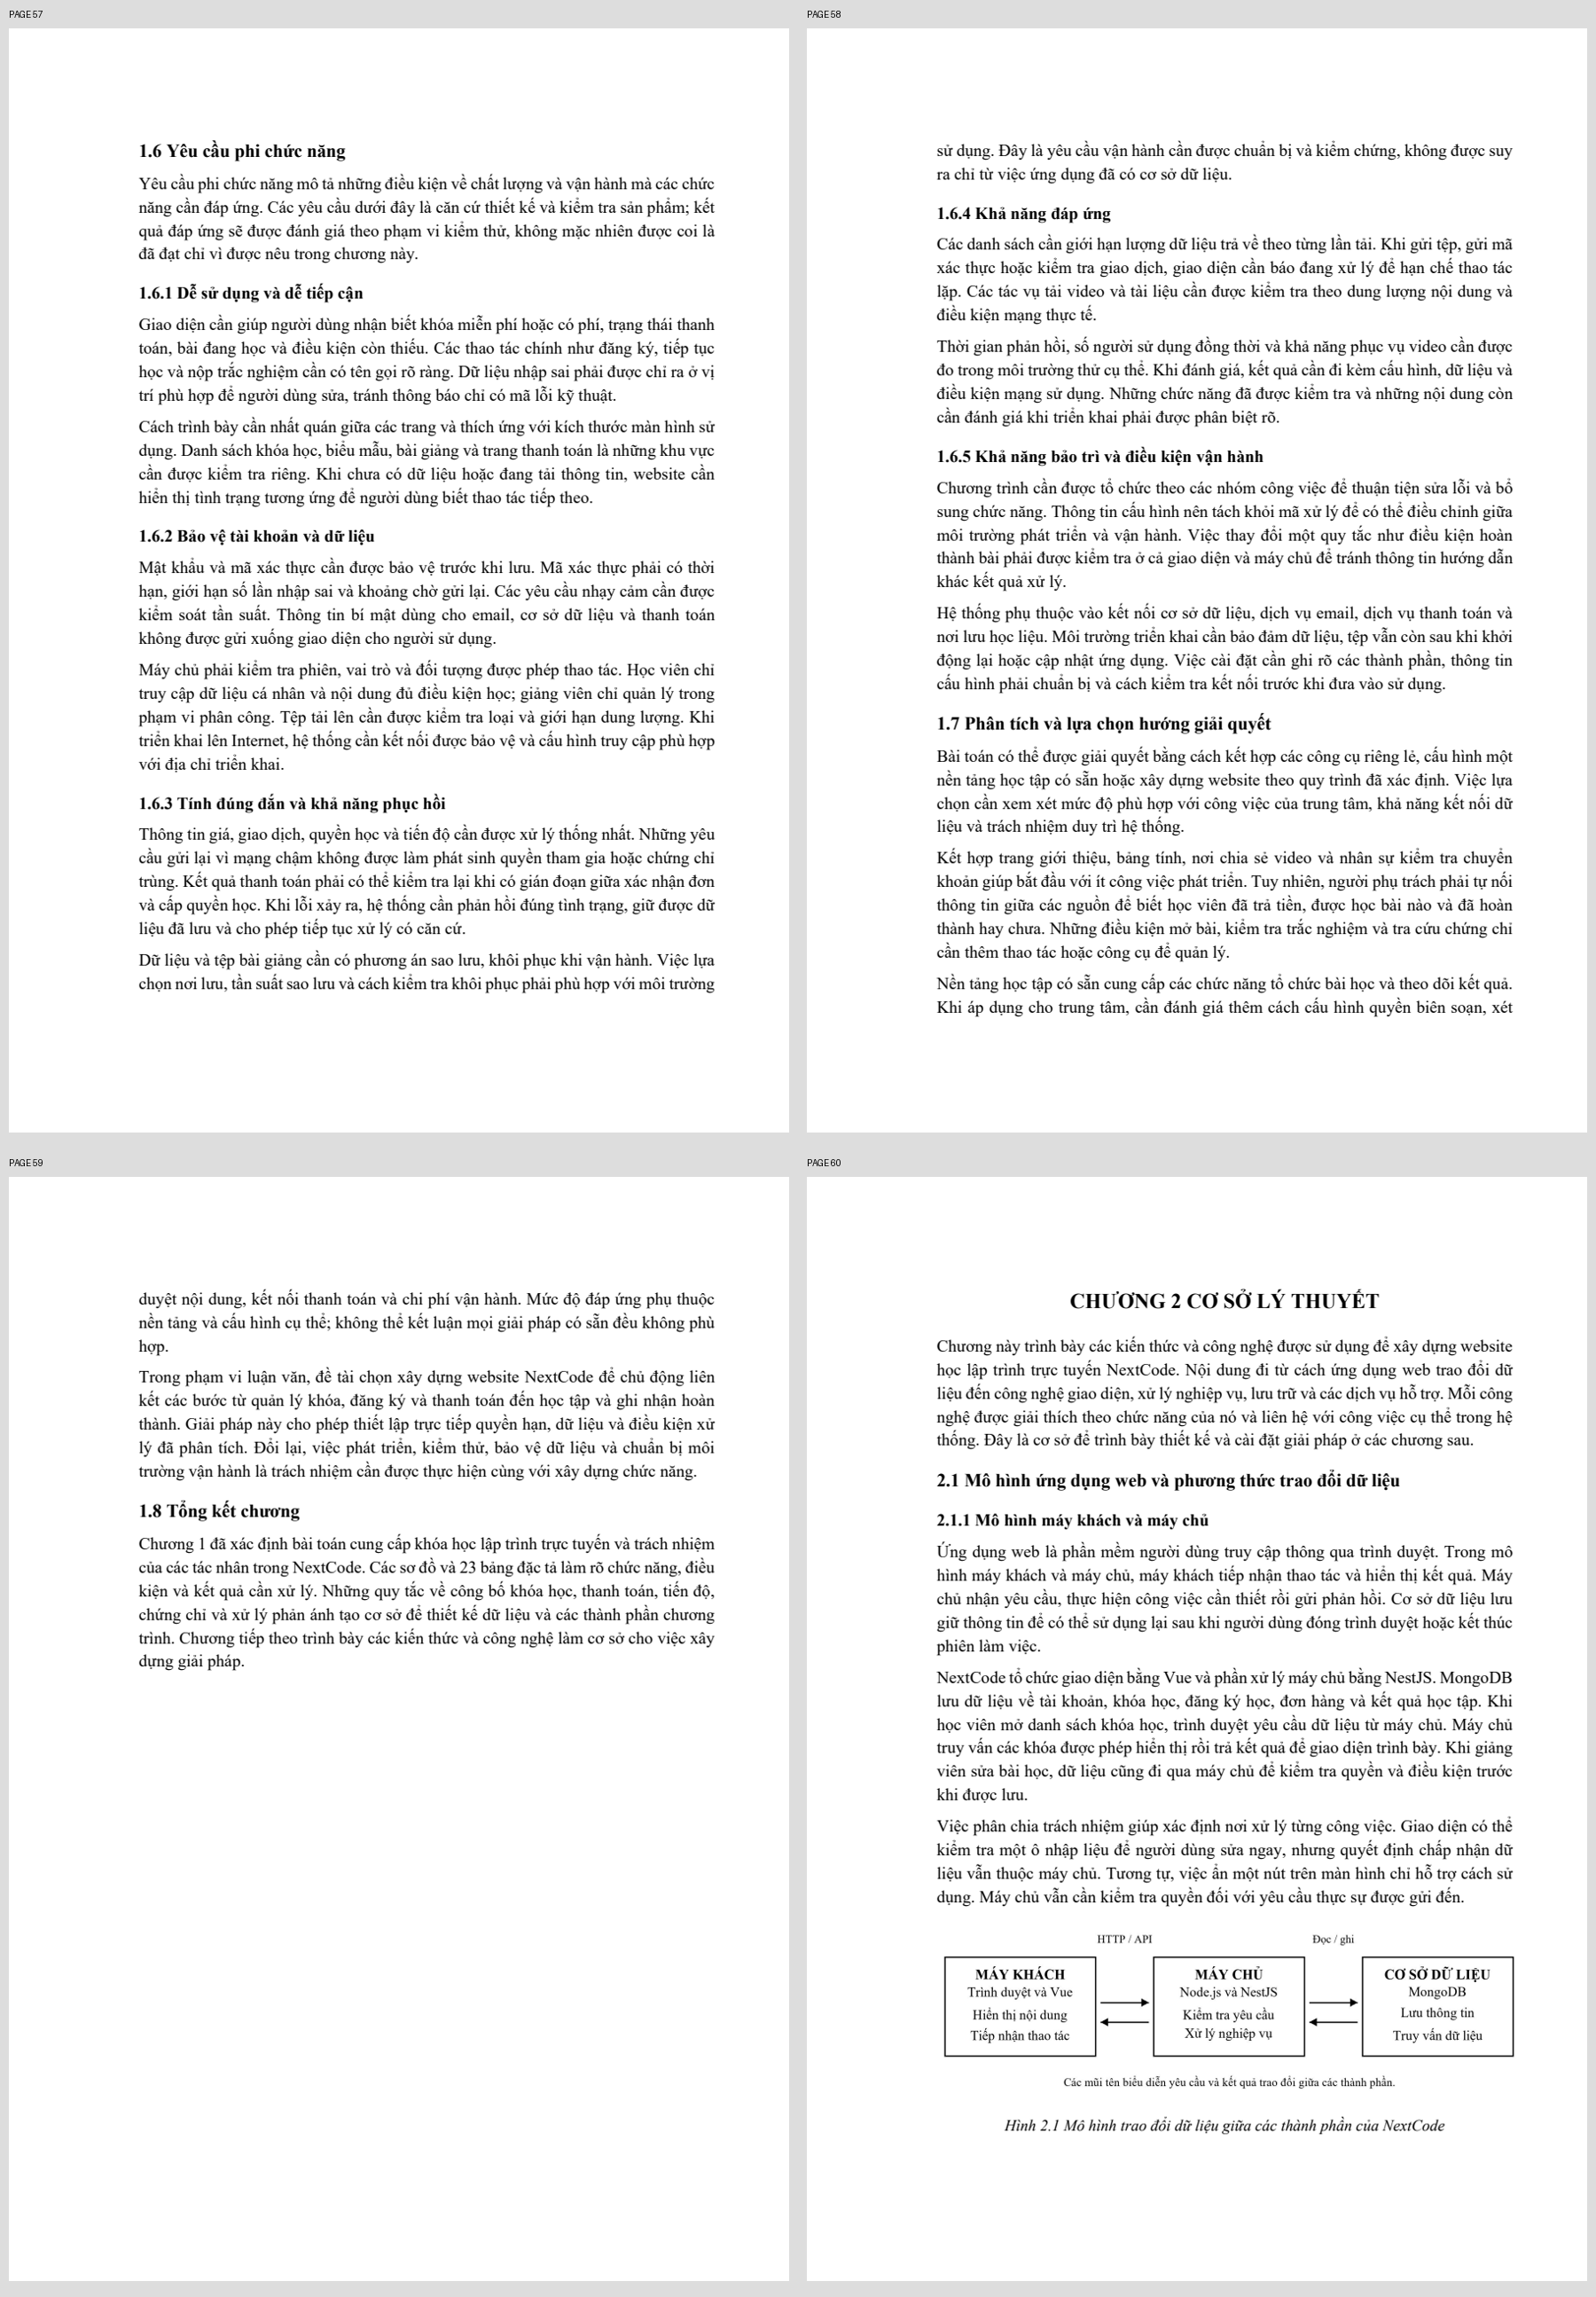 PAGE 57
1.6 Yêu cầu phi chức năng
Yêu cầu phi chức năng mô tả những điều kiện về chất lượng và vận hành mà các chức
năng cần đáp ứng. Các yêu cầu dưới đây là căn cứ thiết kế và kiểm tra sản phẩm; kết
quả đáp ứng sẽ được đánh giá theo phạm vi kiểm thử, không mặc nhiên được coi là
đã đạt chỉ vì được nêu trong chương này.
1.6.1 Dễ sử dụng và dễ tiếp cận
Giao diện cần giúp người dùng nhận biết khóa miễn phí hoặc có phí, trạng thái thanh
toán, bài đang học và điều kiện còn thiếu. Các thao tác chính như đăng ký, tiếp tục
học và nộp trắc nghiệm cần có tên gọi rõ ràng. Dữ liệu nhập sai phải được chỉ ra ở vị
trí phù hợp để người dùng sửa, tránh thông báo chỉ có mã lỗi kỹ thuật.
Cách trình bày cần nhất quán giữa các trang và thích ứng với kích thước màn hình sử
dụng. Danh sách khóa học, biểu mẫu, bài giảng và trang thanh toán là những khu vực
cần được kiểm tra riêng. Khi chưa có dữ liệu hoặc đang tải thông tin, website cần
hiển thị tình trạng tương ứng để người dùng biết thao tác tiếp theo.
1.6.2 Bảo vệ tài khoản và dữ liệu
Mật khẩu và mã xác thực cần được bảo vệ trước khi lưu. Mã xác thực phải có thời
hạn, giới hạn số lần nhập sai và khoảng chờ gửi lại. Các yêu cầu nhạy cảm cần được
kiểm soát tần suất. Thông tin bí mật dùng cho email, cơ sở dữ liệu và thanh toán
không được gửi xuống giao diện cho người sử dụng.
Máy chủ phải kiểm tra phiên, vai trò và đối tượng được phép thao tác. Học viên chỉ
truy cập dữ liệu cá nhân và nội dung đủ điều kiện học; giảng viên chỉ quản lý trong
phạm vi phân công. Tệp tải lên cần được kiểm tra loại và giới hạn dung lượng. Khi
triển khai lên Internet, hệ thống cần kết nối được bảo vệ và cấu hình truy cập phù hợp
với địa chỉ triển khai.
1.6.3 Tính đúng đắn và khả năng phục hồi
Thông tin giá, giao dịch, quyền học và tiến độ cần được xử lý thống nhất. Những yêu
cầu gửi lại vì mạng chậm không được làm phát sinh quyền tham gia hoặc chứng chỉ
trùng. Kết quả thanh toán phải có thể kiểm tra lại khi có gián đoạn giữa xác nhận đơn
và cấp quyền học. Khi lỗi xảy ra, hệ thống cần phản hồi đúng tình trạng, giữ được dữ
liệu đã lưu và cho phép tiếp tục xử lý có căn cứ.
Dữ liệu và tệp bài giảng cần có phương án sao lưu, khôi phục khi vận hành. Việc lựa
chọn nơi lưu, tần suất sao lưu và cách kiểm tra khôi phục phải phù hợp với môi trường
PAGE 58
sử dụng. Đây là yêu cầu vận hành cần được chuẩn bị và kiểm chứng, không được suy
ra chỉ từ việc ứng dụng đã có cơ sở dữ liệu.
1.6.4 Khả năng đáp ứng
Các danh sách cần giới hạn lượng dữ liệu trả về theo từng lần tải. Khi gửi tệp, gửi mã
xác thực hoặc kiểm tra giao dịch, giao diện cần báo đang xử lý để hạn chế thao tác
lặp. Các tác vụ tải video và tài liệu cần được kiểm tra theo dung lượng nội dung và
điều kiện mạng thực tế.
Thời gian phản hồi, số người sử dụng đồng thời và khả năng phục vụ video cần được
đo trong môi trường thử cụ thể. Khi đánh giá, kết quả cần đi kèm cấu hình, dữ liệu và
điều kiện mạng sử dụng. Những chức năng đã được kiểm tra và những nội dung còn
cần đánh giá khi triển khai phải được phân biệt rõ.
1.6.5 Khả năng bảo trì và điều kiện vận hành
Chương trình cần được tổ chức theo các nhóm công việc để thuận tiện sửa lỗi và bổ
sung chức năng. Thông tin cấu hình nên tách khỏi mã xử lý để có thể điều chỉnh giữa
môi trường phát triển và vận hành. Việc thay đổi một quy tắc như điều kiện hoàn
thành bài phải được kiểm tra ở cả giao diện và máy chủ để tránh thông tin hướng dẫn
khác kết quả xử lý.
Hệ thống phụ thuộc vào kết nối cơ sở dữ liệu, dịch vụ email, dịch vụ thanh toán và
nơi lưu học liệu. Môi trường triển khai cần bảo đảm dữ liệu, tệp vẫn còn sau khi khởi
động lại hoặc cập nhật ứng dụng. Việc cài đặt cần ghi rõ các thành phần, thông tin
cấu hình phải chuẩn bị và cách kiểm tra kết nối trước khi đưa vào sử dụng.
1.7 Phân tích và lựa chọn hướng giải quyết
Bài toán có thể được giải quyết bằng cách kết hợp các công cụ riêng lẻ, cấu hình một
nền tảng học tập có sẵn hoặc xây dựng website theo quy trình đã xác định. Việc lựa
chọn cần xem xét mức độ phù hợp với công việc của trung tâm, khả năng kết nối dữ
liệu và trách nhiệm duy trì hệ thống.
Kết hợp trang giới thiệu, bảng tính, nơi chia sẻ video và nhân sự kiểm tra chuyển
khoản giúp bắt đầu với ít công việc phát triển. Tuy nhiên, người phụ trách phải tự nối
thông tin giữa các nguồn để biết học viên đã trả tiền, được học bài nào và đã hoàn
thành hay chưa. Những điều kiện mở bài, kiểm tra trắc nghiệm và tra cứu chứng chỉ
cần thêm thao tác hoặc công cụ để quản lý.
Nền tảng học tập có sẵn cung cấp các chức năng tổ chức bài học và theo dõi kết quả.
Khi áp dụng cho trung tâm, cần đánh giá thêm cách cấu hình quyền biên soạn, xét
PAGE 59
duyệt nội dung, kết nối thanh toán và chi phí vận hành. Mức độ đáp ứng phụ thuộc
nền tảng và cấu hình cụ thể; không thể kết luận mọi giải pháp có sẵn đều không phù
hợp.
Trong phạm vi luận văn, đề tài chọn xây dựng website NextCode để chủ động liên
kết các bước từ quản lý khóa, đăng ký và thanh toán đến học tập và ghi nhận hoàn
thành. Giải pháp này cho phép thiết lập trực tiếp quyền hạn, dữ liệu và điều kiện xử
lý đã phân tích. Đổi lại, việc phát triển, kiểm thử, bảo vệ dữ liệu và chuẩn bị môi
trường vận hành là trách nhiệm cần được thực hiện cùng với xây dựng chức năng.
1.8 Tổng kết chương
Chương 1 đã xác định bài toán cung cấp khóa học lập trình trực tuyến và trách nhiệm
của các tác nhân trong NextCode. Các sơ đồ và 23 bảng đặc tả làm rõ chức năng, điều
kiện và kết quả cần xử lý. Những quy tắc về công bố khóa học, thanh toán, tiến độ,
chứng chỉ và xử lý phản ánh tạo cơ sở để thiết kế dữ liệu và các thành phần chương
trình. Chương tiếp theo trình bày các kiến thức và công nghệ làm cơ sở cho việc xây
dựng giải pháp.
PAGE 60
CHƯƠNG 2 CƠ SỞ LÝ THUYẾT
Chương này trình bày các kiến thức và công nghệ được sử dụng để xây dựng website
học lập trình trực tuyến NextCode. Nội dung đi từ cách ứng dụng web trao đổi dữ
liệu đến công nghệ giao diện, xử lý nghiệp vụ, lưu trữ và các dịch vụ hỗ trợ. Mỗi công
nghệ được giải thích theo chức năng của nó và liên hệ với công việc cụ thể trong hệ
thống. Đây là cơ sở để trình bày thiết kế và cài đặt giải pháp ở các chương sau.
2.1 Mô hình ứng dụng web và phương thức trao đổi dữ liệu
2.1.1 Mô hình máy khách và máy chủ
Ứng dụng web là phần mềm người dùng truy cập thông qua trình duyệt. Trong mô
hình máy khách và máy chủ, máy khách tiếp nhận thao tác và hiển thị kết quả. Máy
chủ nhận yêu cầu, thực hiện công việc cần thiết rồi gửi phản hồi. Cơ sở dữ liệu lưu
giữ thông tin để có thể sử dụng lại sau khi người dùng đóng trình duyệt hoặc kết thúc
phiên làm việc.
NextCode tổ chức giao diện bằng Vue và phần xử lý máy chủ bằng NestJS. MongoDB
lưu dữ liệu về tài khoản, khóa học, đăng ký học, đơn hàng và kết quả học tập. Khi
học viên mở danh sách khóa học, trình duyệt yêu cầu dữ liệu từ máy chủ. Máy chủ
truy vấn các khóa được phép hiển thị rồi trả kết quả để giao diện trình bày. Khi giảng
viên sửa bài học, dữ liệu cũng đi qua máy chủ để kiểm tra quyền và điều kiện trước
khi được lưu.
Việc phân chia trách nhiệm giúp xác định nơi xử lý từng công việc. Giao diện có thể
kiểm tra một ô nhập liệu để người dùng sửa ngay, nhưng quyết định chấp nhận dữ
liệu vẫn thuộc máy chủ. Tương tự, việc ẩn một nút trên màn hình chỉ hỗ trợ cách sử
dụng. Máy chủ vẫn cần kiểm tra quyền đối với yêu cầu thực sự được gửi đến.
HTTP / API
Đọc / ghi
MÁY KHÁCH
Trình duyệt và Vue
Hiển thị nội dung
Tiếp nhận thao tác
MÁY CHỦ
Node.js và NestJS
Kiểm tra yêu cầu
Xử lý nghiệp vụ
CƠ SỞ DỮ LIỆU
MongoDB
Lưu thông tin
Truy vấn dữ liệu
Các mũi tên biểu diễn yêu cầu và kết quả trao đổi giữa các thành phần.
Hình 2.1 Mô hình trao đổi dữ liệu giữa các thành phần của NextCode